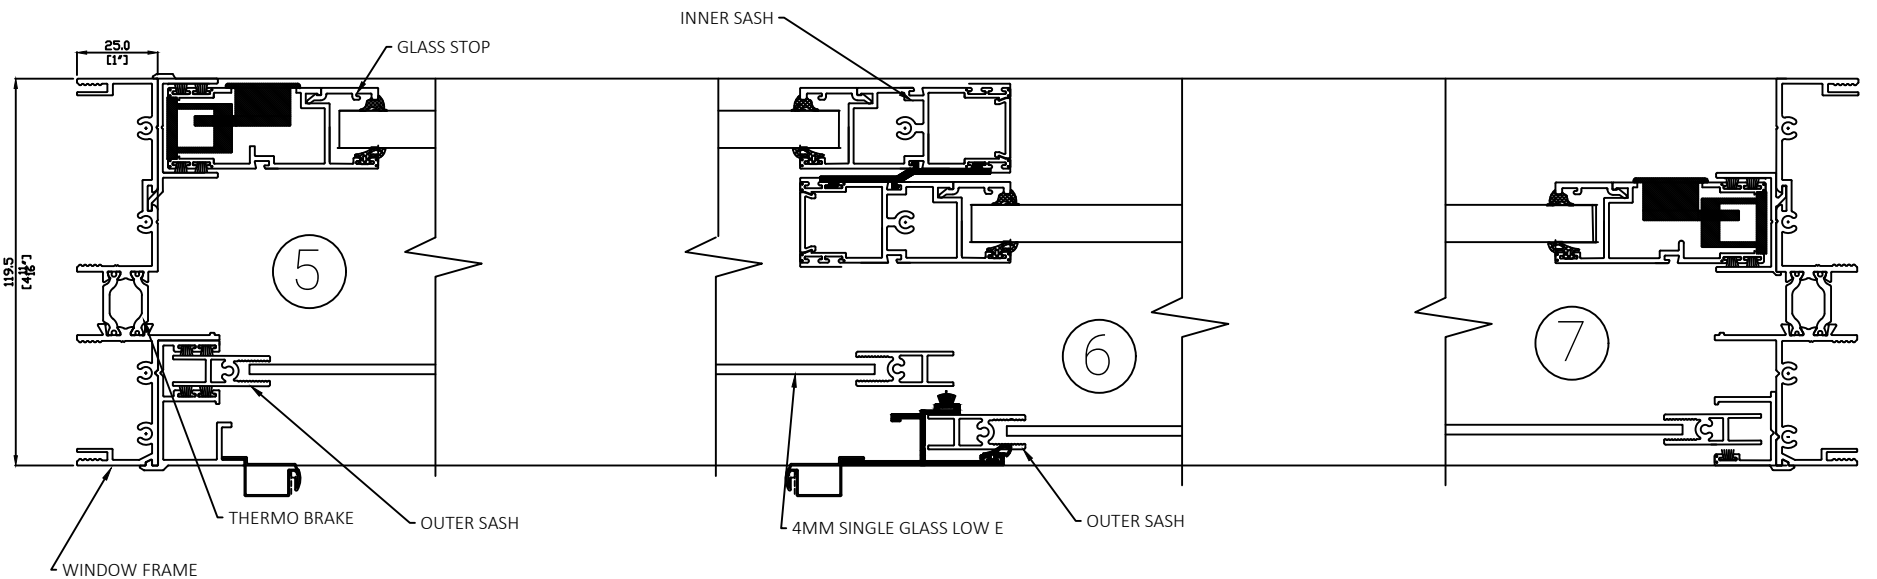 INNER SASH
GLASS STOP
25.0
[1"]
119.5
[4 11/16"]
5
6
7
THERMO BRAKE
OUTER SASH
4MM SINGLE GLASS LOW E
OUTER SASH
WINDOW FRAME